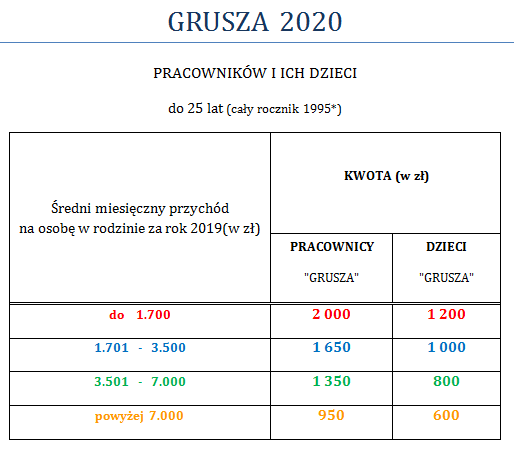 GRUSZA 2020
PRACOWNIKÓW I ICH DZIECI
do 25 lat (cały rocznik 1995*)
Średni miesięczny przychód
na osobę w rodzinie za rok 2019(w zł)
KWOTA (w zł)
PRACOWNICY
"GRUSZA"
DZIECI
"GRUSZA"
do 1.700 2 000 1 200
1.701 - 3.500 1 650 1 000
3.501 - 7.000 1 350 800
powyżej 7.000 950 600